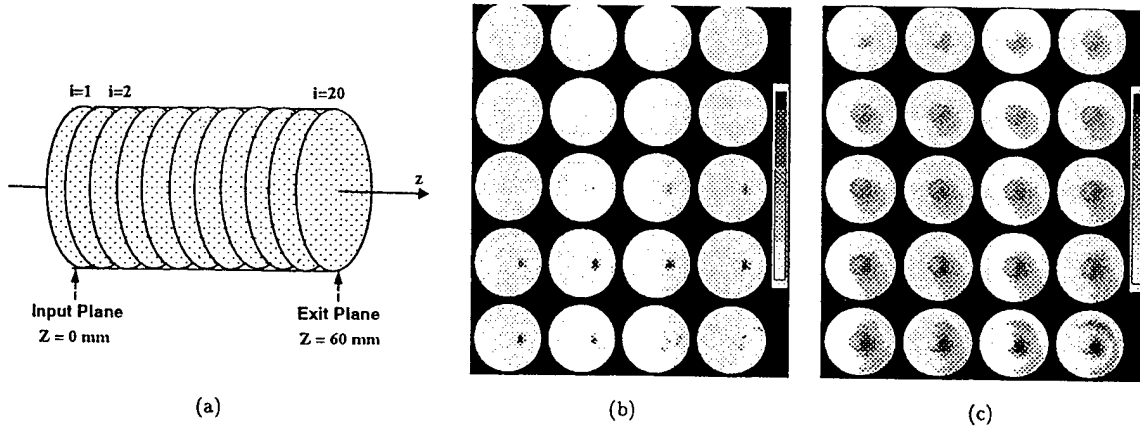 i=1 i=2 i=20
z
Input Plane
Z = 0 mm
Exit Plane
Z = 60 mm
(a)
(b)
(c)